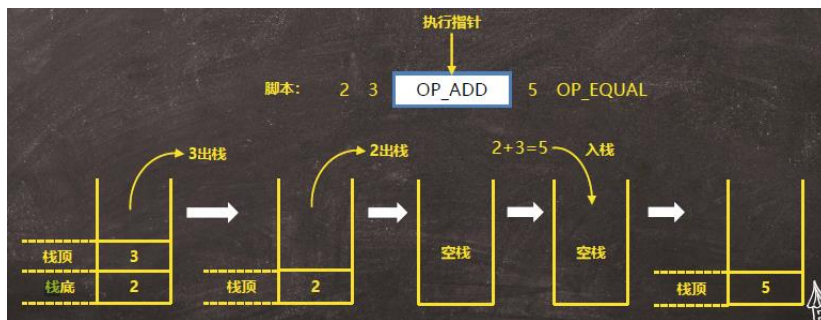 执行指针
脚本: 2 3 OP_ADD 5 OP_EQUAL
3出栈 2出栈 2+3=5 入栈
栈顶 3 空栈 空栈
栈底 2 栈顶 2 栈顶 5